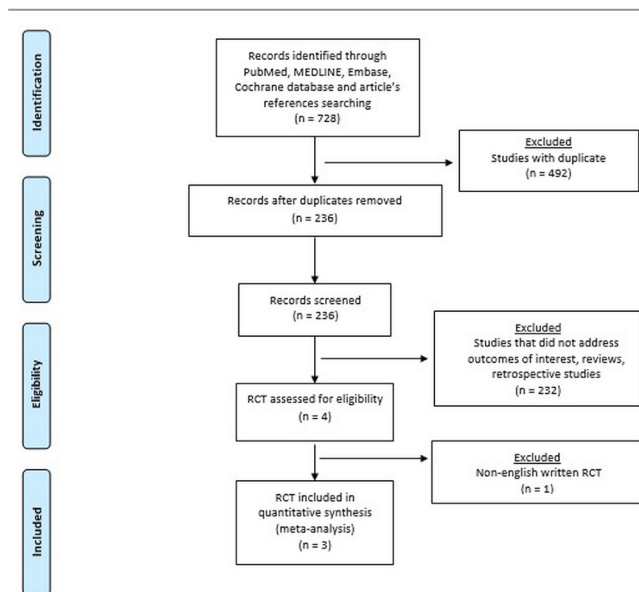 Identification
Records identified through
PubMed, MEDLINE, Embase,
Cochrane database and article's
references searching
(n = 728)
Excluded
Studies with duplicate
(n = 492)
Screening
Records after duplicates removed
(n = 236)
Records screened
(n = 236)
Excluded
Studies that did not address
outcomes of interest, reviews,
retrospective studies
(n = 232)
Eligibility
RCT assessed for eligibility
(n = 4)
Excluded
Non-english written RCT
(n = 1)
Included
RCT included in
quantitative synthesis
(meta-analysis)
(n = 3)